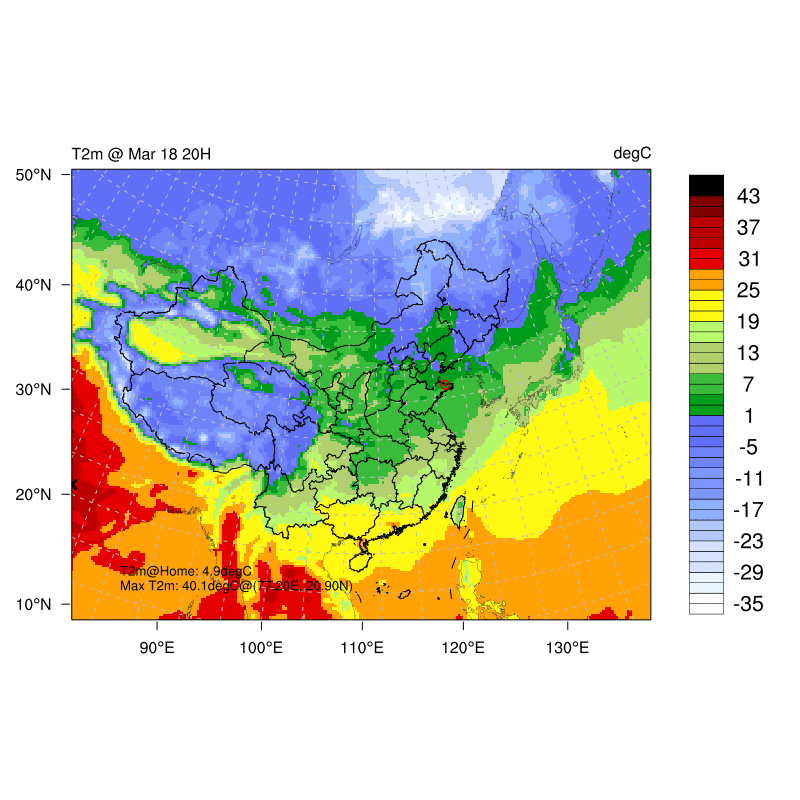 T2m @ Mar 18 20H
degC
50°N
40°N
30°N
20°N
10°N
90°E
100°E
110°E
120°E
130°E
T2m@Home: 4.9degC
Max T2m: 40.1degC@(77.20E, 20.90N)
43
37
31
25
19
13
7
1
-5
-11
-17
-23
-29
-35